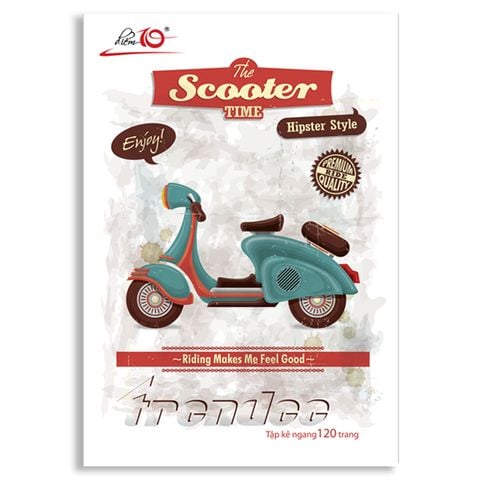 điểm 10 ®
The
Scooter
TIME
Enjoy!
Hipster Style
PREMIUM
RIDE
QUALITY
~Riding Makes Me Feel Good~
trendee
Tập kẻ ngang 120 trang